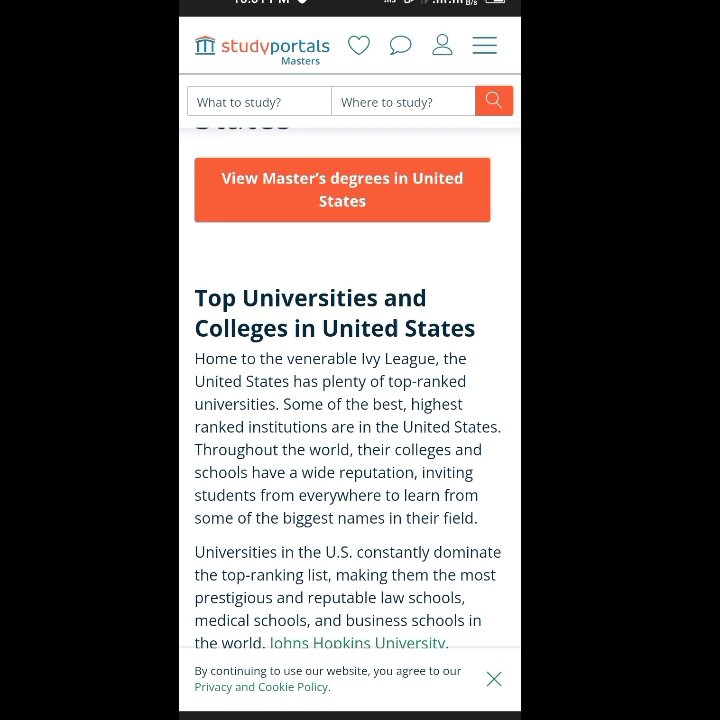 studyportals
Masters
What to study? Where to study?
View Master's degrees in United
States
Top Universities and
Colleges in United States
Home to the venerable Ivy League, the
United States has plenty of top-ranked
universities. Some of the best, highest
ranked institutions are in the United States.
Throughout the world, their colleges and
schools have a wide reputation, inviting
students from everywhere to learn from
some of the biggest names in their field.
Universities in the U.S. constantly dominate
the top-ranking list, making them the most
prestigious and reputable law schools,
medical schools, and business schools in
the world. Johns Hopkins University,
By continuing to use our website, you agree to our
Privacy and Cookie Policy.